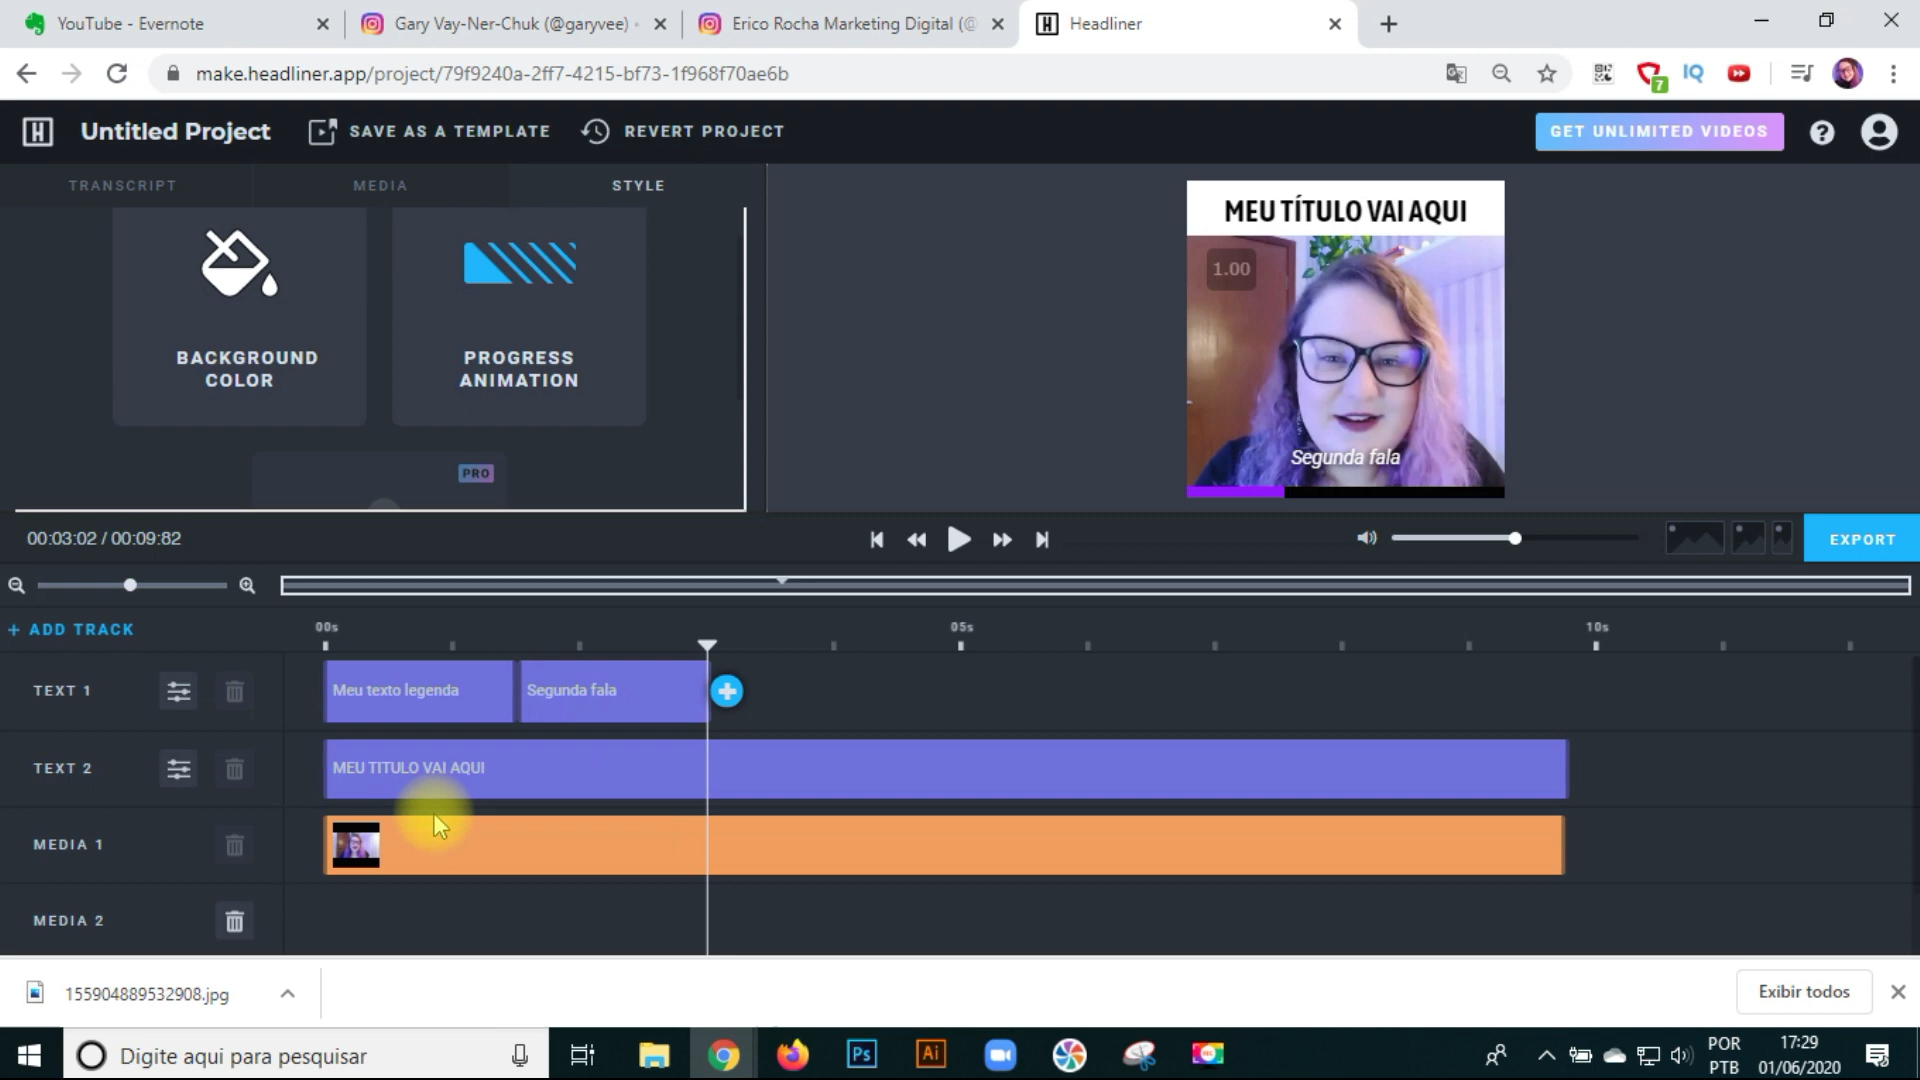 YouTube - Evernote
Gary Vay-Ner-Chuk (@garyvee) •
Erico Rocha Marketing Digital (@
Headliner
make.headliner.app/project/79f9240a-2ff7-4215-bf73-1f968f70ae6b
7
IQ
Untitled Project
SAVE AS A TEMPLATE
REVERT PROJECT
GET UNLIMITED VIDEOS
?
TRANSCRIPT
MEDIA
STYLE
BACKGROUND
COLOR
PROGRESS
ANIMATION
PRO
MEU TÍTULO VAI AQUI
1.00
Segunda fala
00:03:02 / 00:09:82
EXPORT
+ ADD TRACK
00s
05s
10s
TEXT 1
Meu texto legenda
Segunda fala
TEXT 2
MEU TITULO VAI AQUI
MEDIA 1
MEDIA 2
155904889532908.jpg
Exibir todos
Digite aqui para pesquisar
Ps
Ai
POR
PTB
17:29
01/06/2020